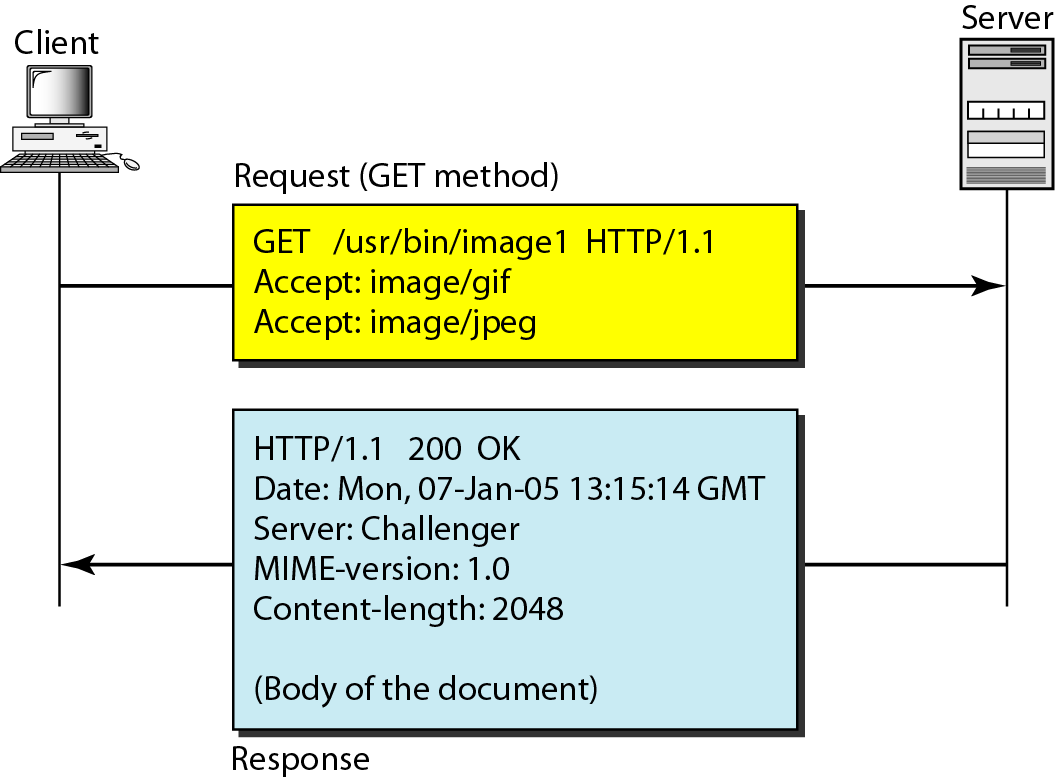 Client
Server
Request (GET method)
GET /usr/bin/image1 HTTP/1.1
Accept: image/gif
Accept: image/jpeg
HTTP/1.1 200 OK
Date: Mon, 07-Jan-05 13:15:14 GMT
Server: Challenger
MIME-version: 1.0
Content-length: 2048
(Body of the document)
Response